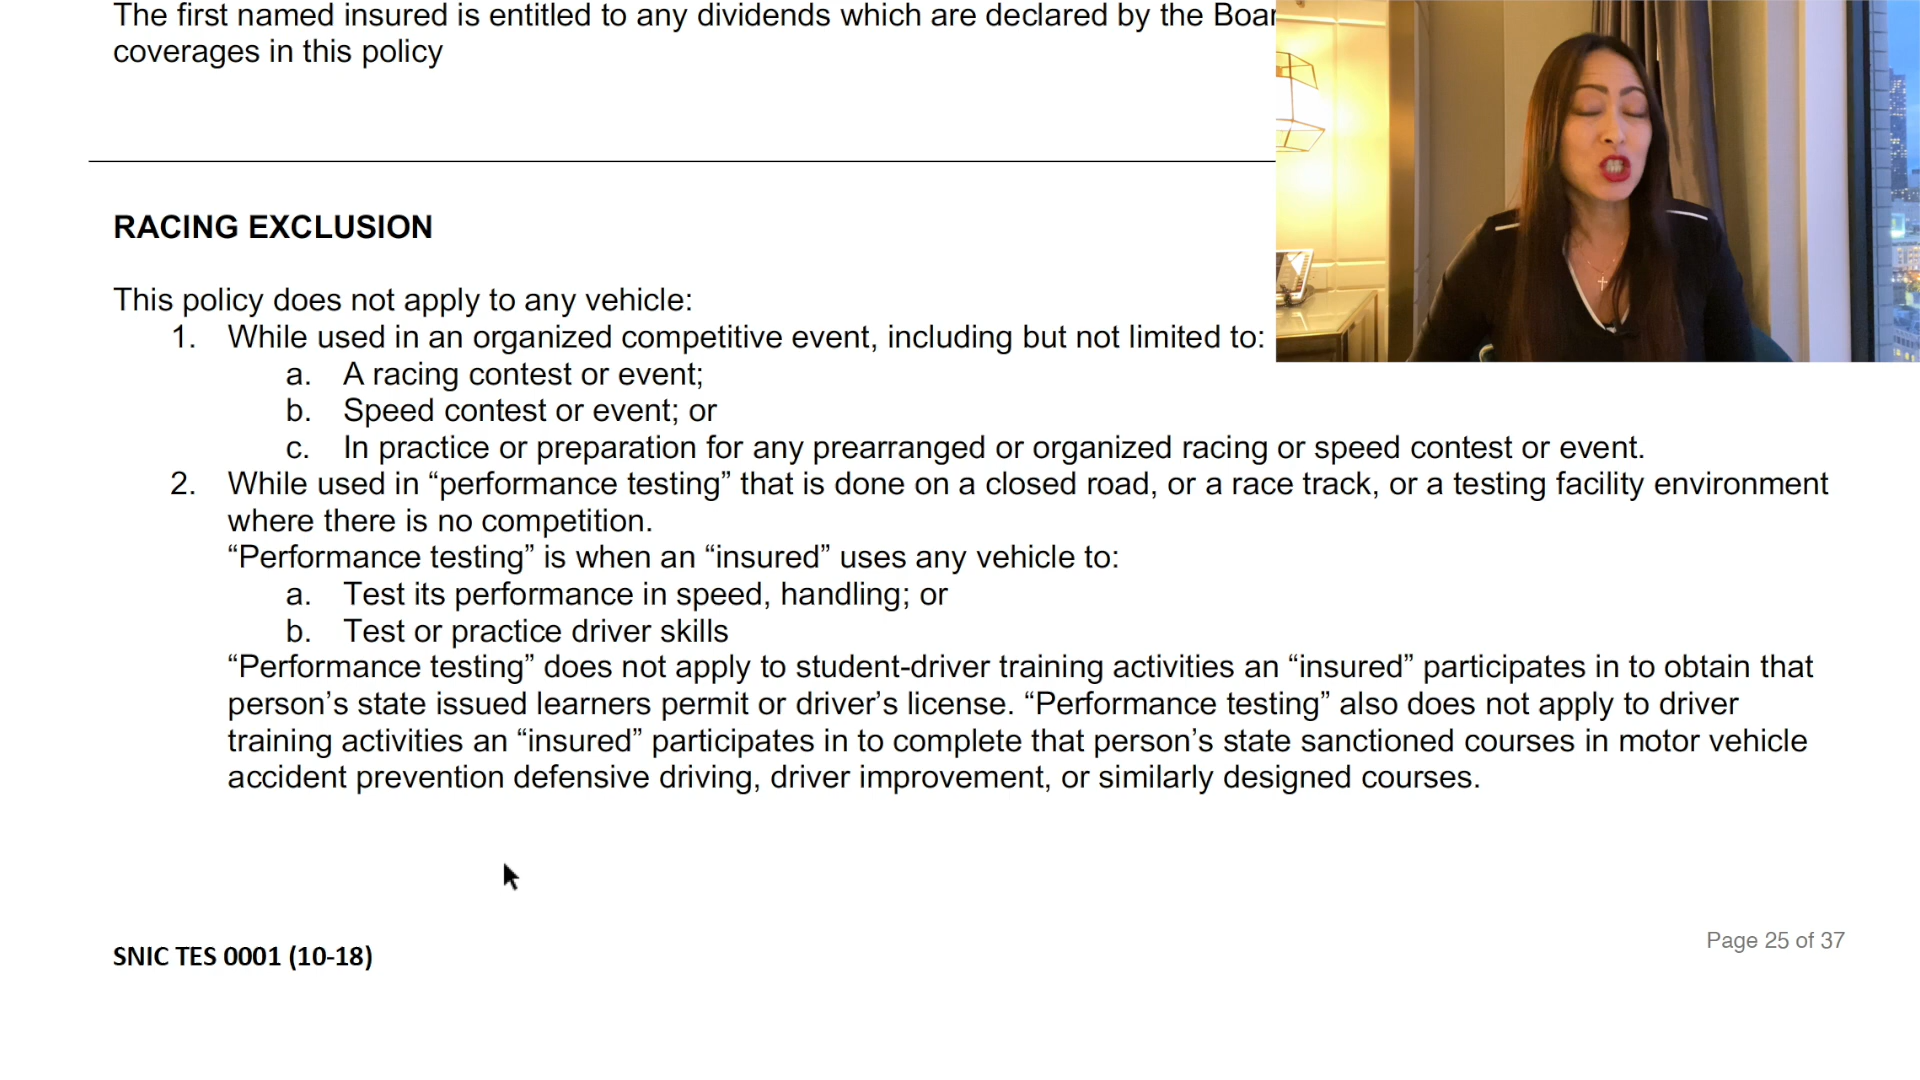 The first named insured is entitled to any dividends which are declared by the
coverages in this policy
RACING EXCLUSION
This policy does not apply to any vehicle:
1. While used in an organized competitive event, including but not limited to:
a. A racing contest or event;
b. Speed contest or event; or
c. In practice or preparation for any prearranged or organized racing or speed contest or event.
2. While used in “performance testing” that is done on a closed road, or a race track, or a testing facility environment
where there is no competition.
“Performance testing” is when an “insured” uses any vehicle to:
a. Test its performance in speed, handling; or
b. Test or practice driver skills
“Performance testing” does not apply to student-driver training activities an “insured” participates in to obtain that
person’s state issued learners permit or driver’s license. “Performance testing” also does not apply to driver
training activities an “insured” participates in to complete that person’s state sanctioned courses in motor vehicle
accident prevention defensive driving, driver improvement, or similarly designed courses.
SNIC TES 0001 (10-18)
Page 25 of 37